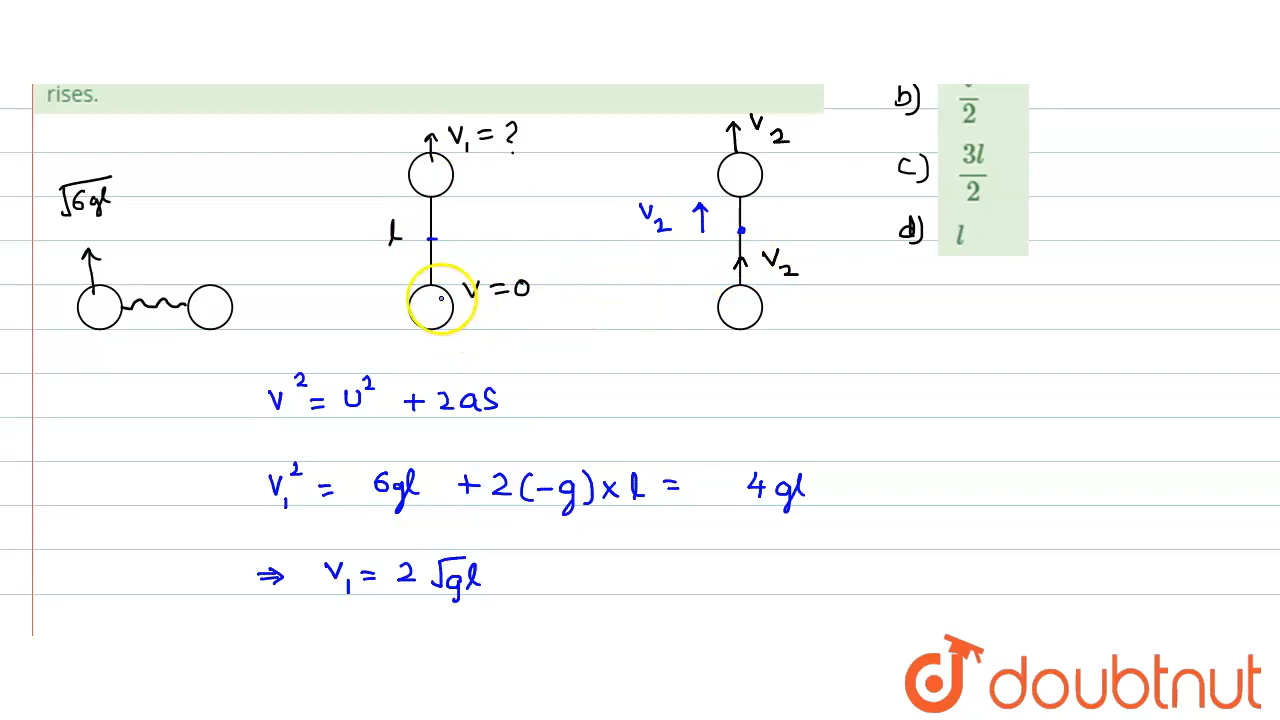 rises.
b) l/2
c) 3l/2
d) l
√6gl
V₁ = ?
l
V = 0
V₂
V₂ ↑
V₂
V² = U² + 2aS
V₁² = 6gl + 2(-g) × l = 4gl
⇒ V₁ = 2√gl
doubtnut